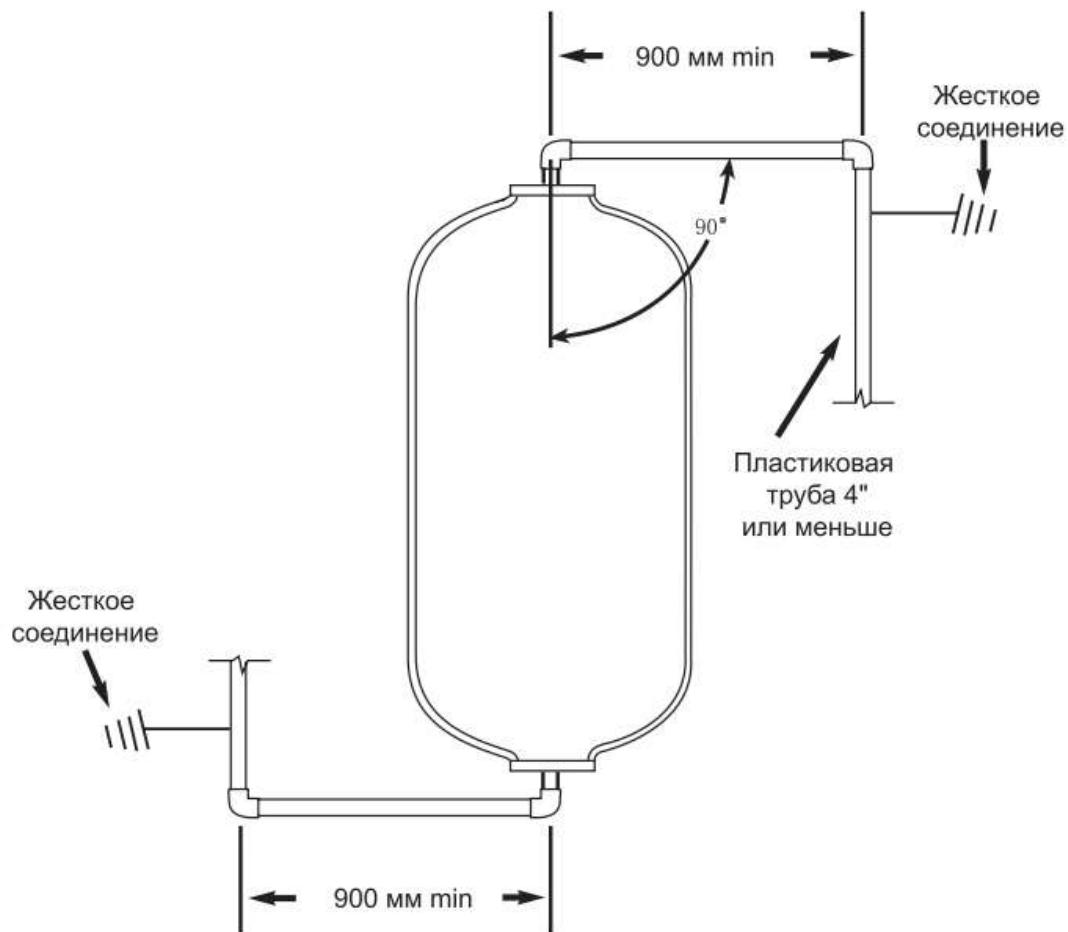 900 мм min
Жесткое
соединение
90°
Пластиковая
труба 4"
или меньше
Жесткое
соединение
900 мм min